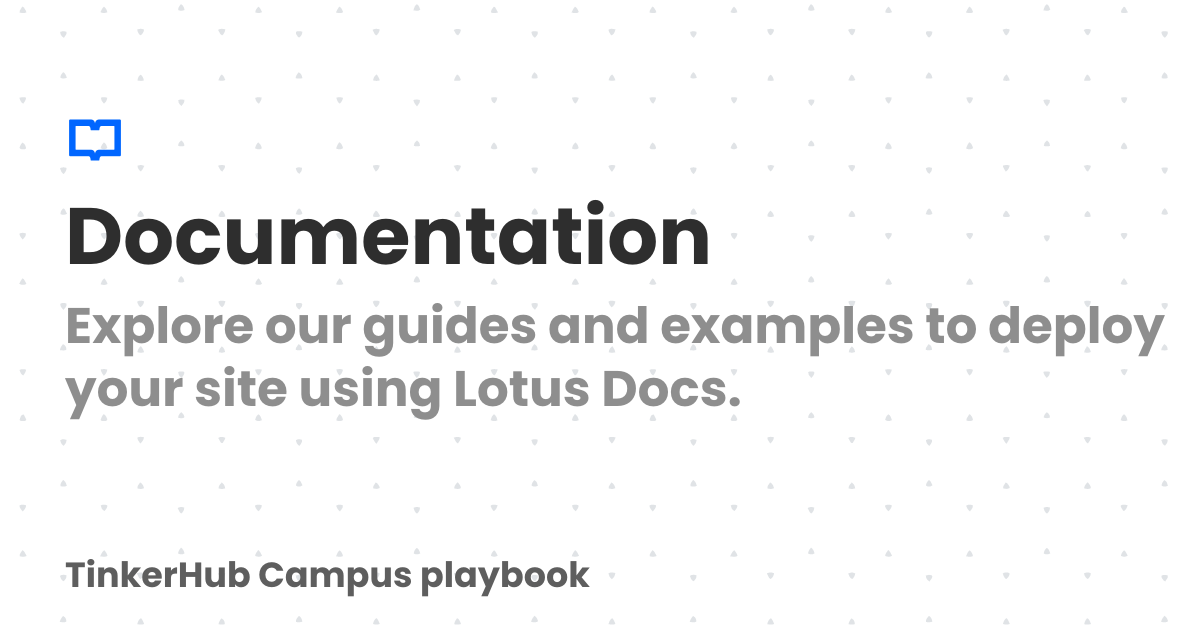 Documentation
Explore our guides and examples to deploy
your site using Lotus Docs.
TinkerHub Campus playbook